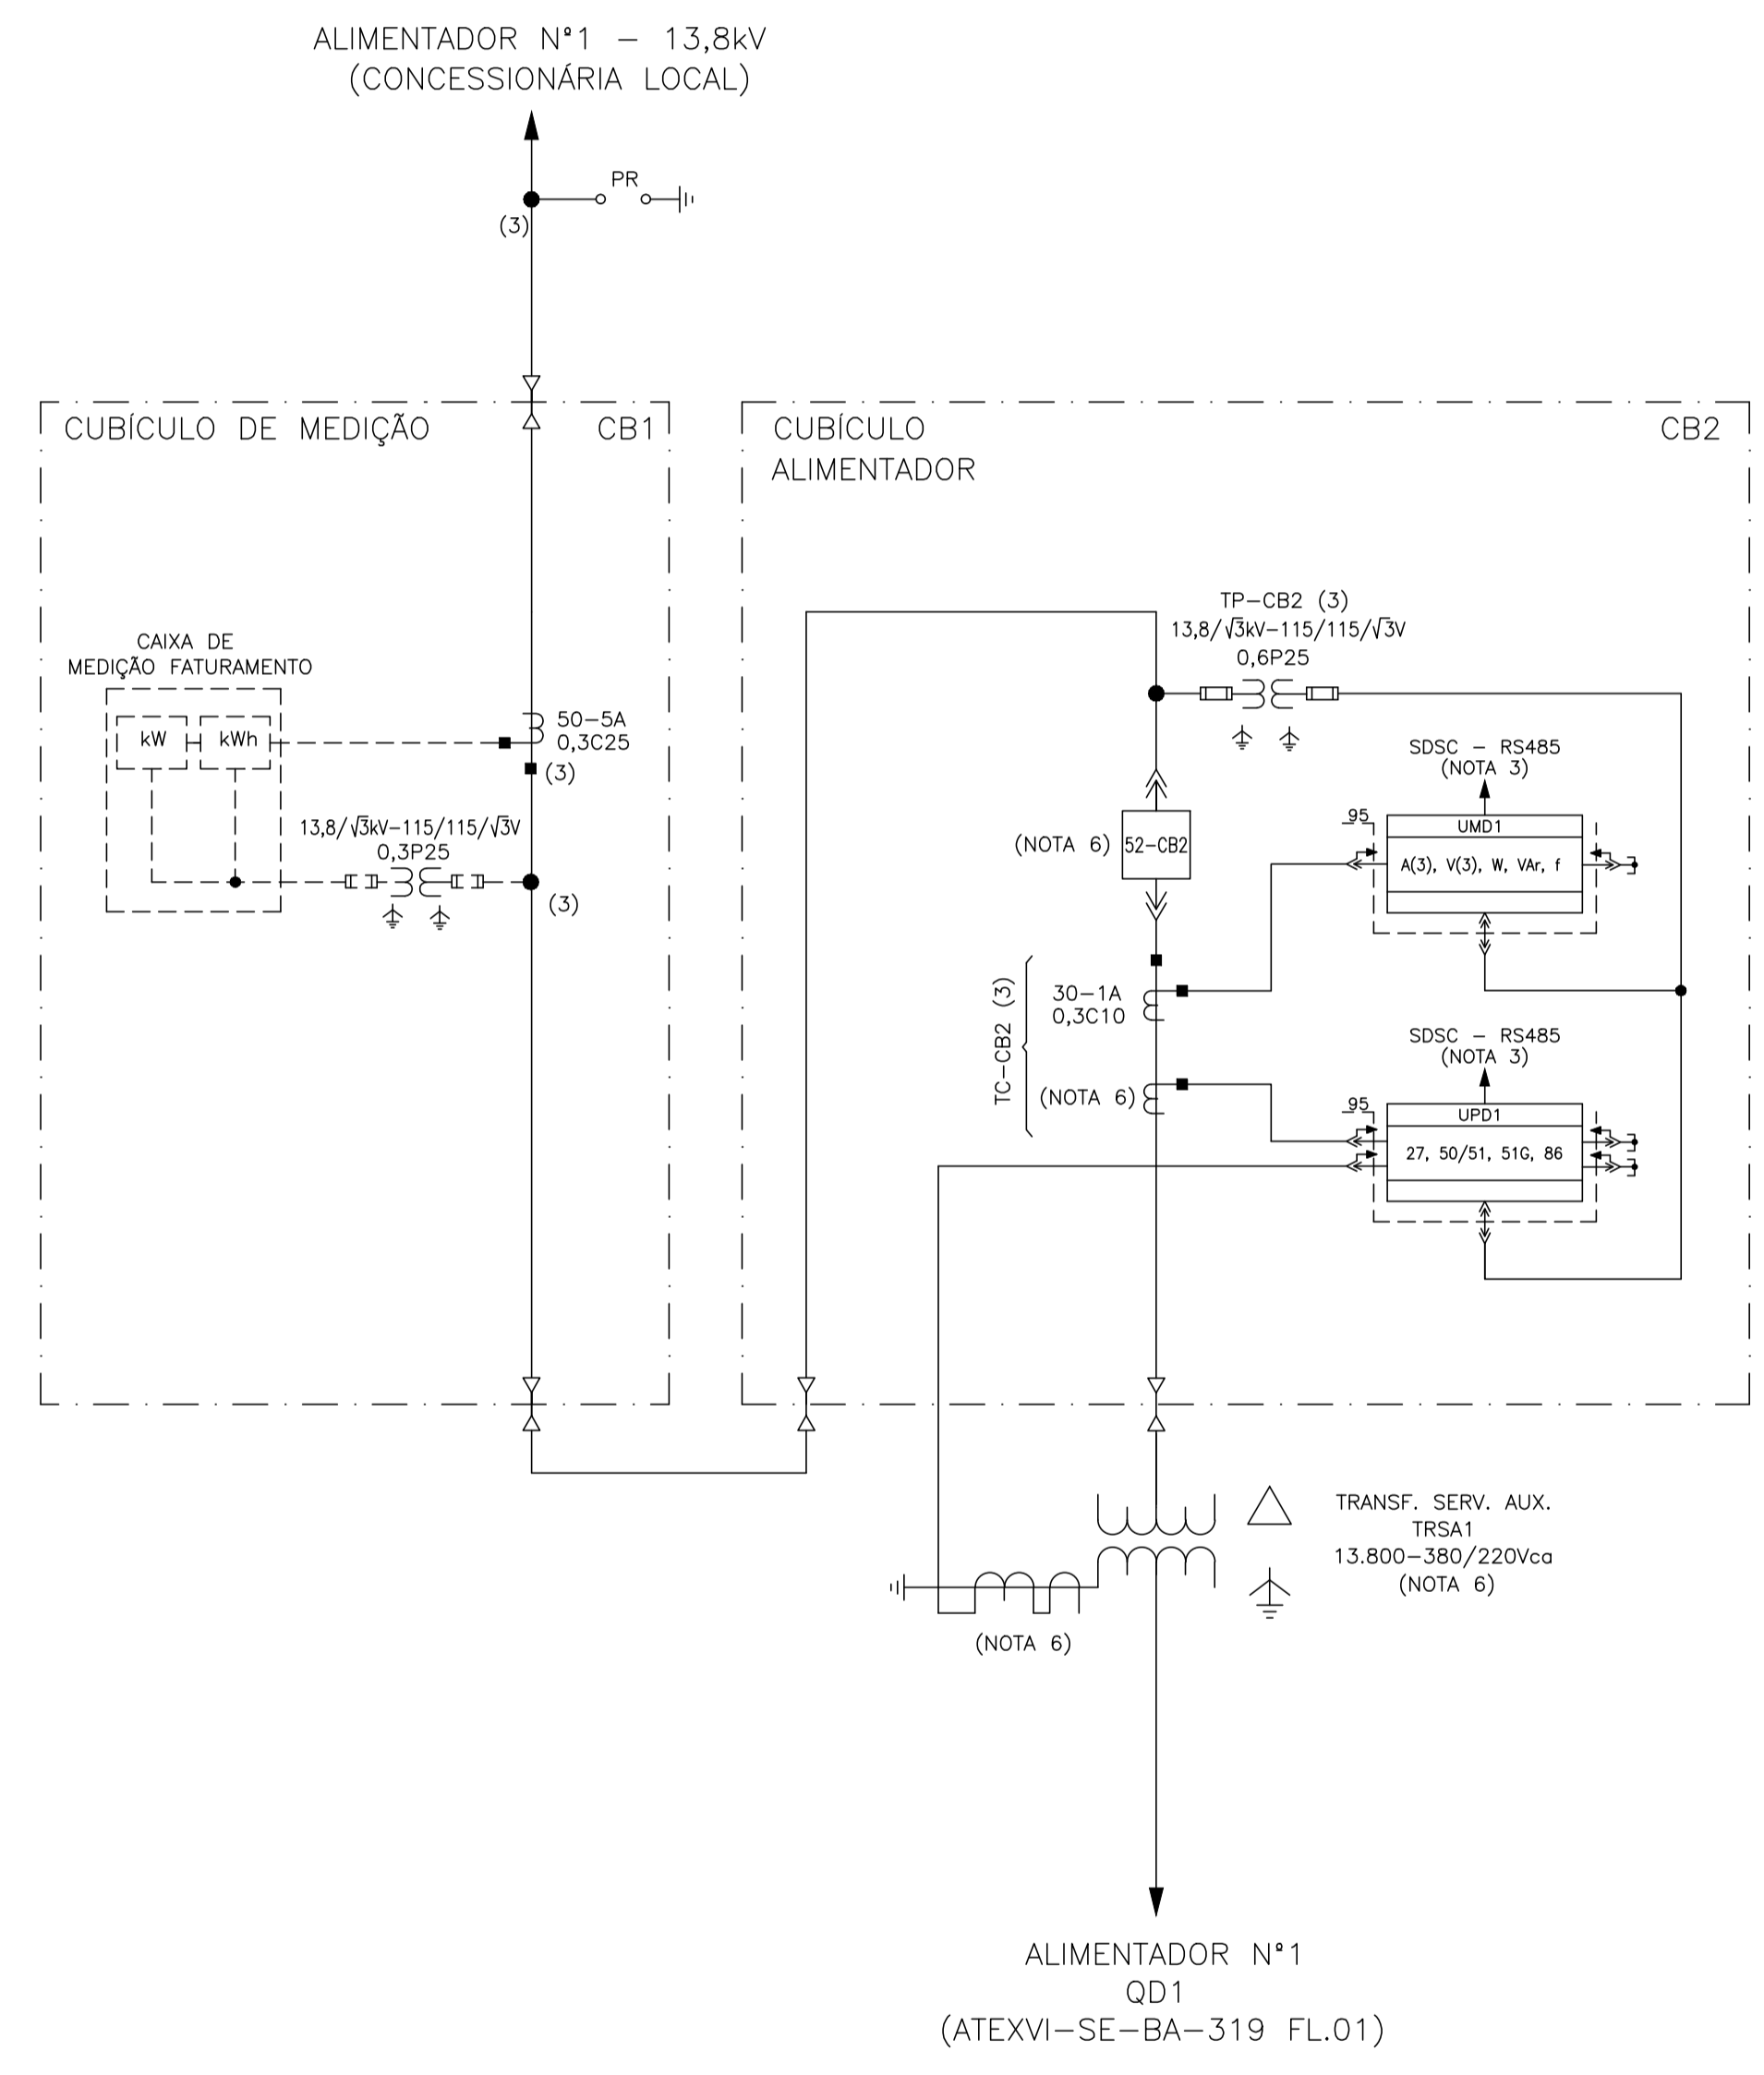 ALIMENTADOR Nº1 – 13,8kV
(CONCESSIONÁRIA LOCAL)
PR
(3)
CUBÍCULO DE MEDIÇÃO
CB1
CAIXA DE
MEDIÇÃO FATURAMENTO
kW
kWh
50–5A
0,3C25
(3)
13,8/√3kV–115/115/√3V
0,3P25
(3)
CUBÍCULO
ALIMENTADOR
CB2
TP–CB2 (3)
13,8/√3kV–115/115/√3V
0,6P25
(NOTA 6)
52–CB2
SDSC – RS485
(NOTA 3)
95
UMD1
A(3), V(3), W, VAr, f
TC–CB2 (3)
30–1A
0,3C10
(NOTA 6)
SDSC – RS485
(NOTA 3)
95
UPD1
27, 50/51, 51G, 86
TRANSF. SERV. AUX.
TRSA1
13.800–380/220Vca
(NOTA 6)
(NOTA 6)
ALIMENTADOR Nº1
QD1
(ATEXVI–SE–BA–319 FL.01)